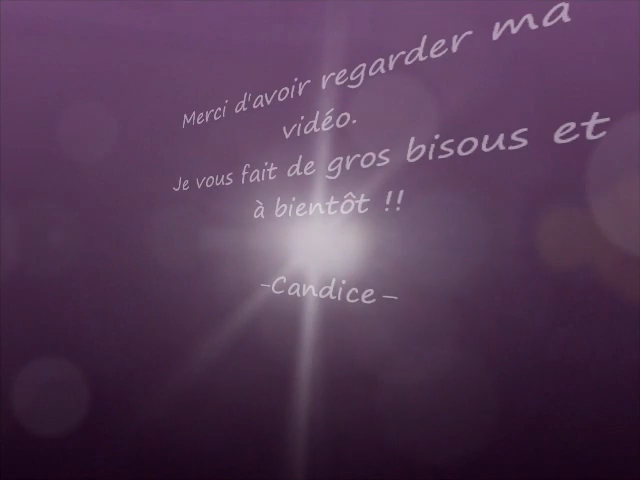 Merci d'avoir regarder ma
vidéo.
Je vous fait de gros bisous et
à bientôt !!
-Candice-